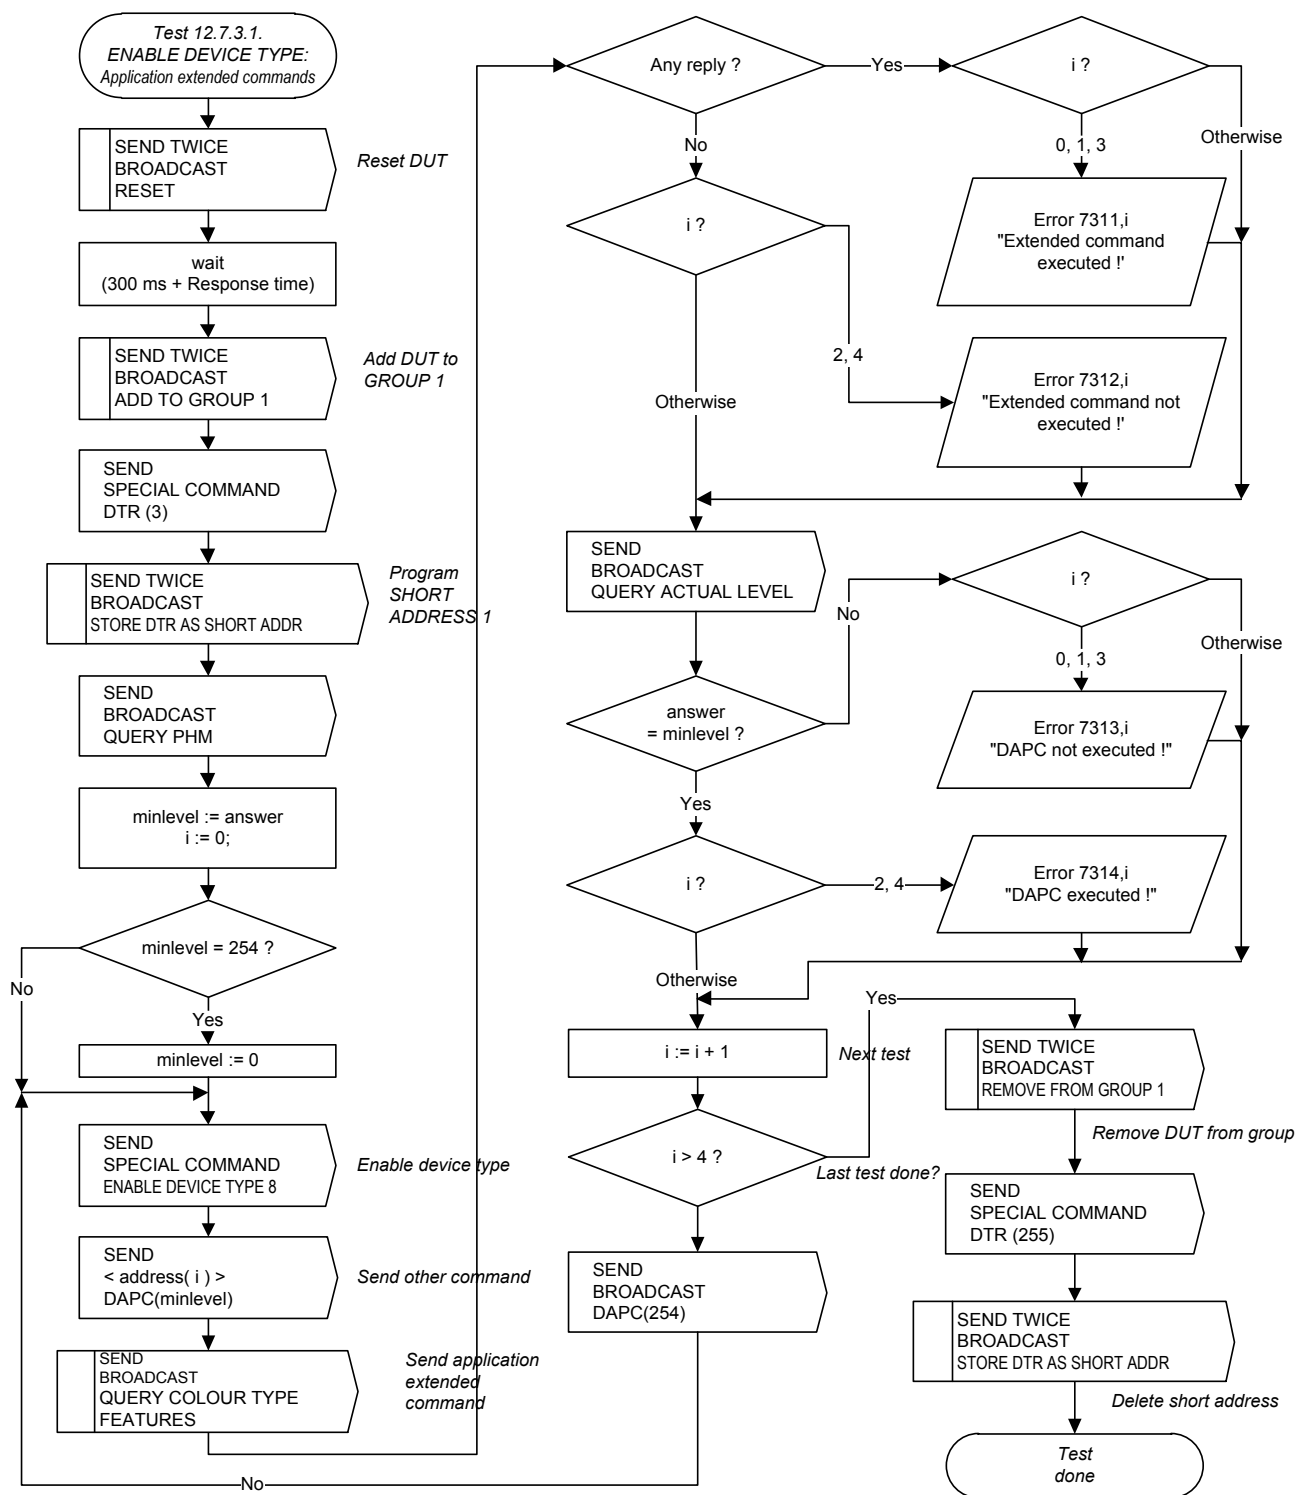 Test 12.7.3.1.
ENABLE DEVICE TYPE:
Application extended commands
SEND TWICE
BROADCAST
RESET
Reset DUT
wait
(300 ms + Response time)
SEND TWICE
BROADCAST
ADD TO GROUP 1
Add DUT to
GROUP 1
SEND
SPECIAL COMMAND
DTR (3)
SEND TWICE
BROADCAST
STORE DTR AS SHORT ADDR
Program
SHORT
ADDRESS 1
SEND
BROADCAST
QUERY PHM
minlevel := answer
i := 0;
minlevel = 254 ?
No
Yes
minlevel := 0
SEND
SPECIAL COMMAND
ENABLE DEVICE TYPE 8
Enable device type
SEND
< address( i ) >
DAPC(minlevel)
Send other command
SEND
BROADCAST
QUERY COLOUR TYPE
FEATURES
Send application
extended
command
No
Any reply ?
Yes
i ?
Otherwise
0, 1, 3
No
Error 7311,i
"Extended command
executed !'
i ?
2, 4
Otherwise
Error 7312,i
"Extended command not
executed !'
SEND
BROADCAST
QUERY ACTUAL LEVEL
No
i ?
Otherwise
0, 1, 3
answer
= minlevel ?
Error 7313,i
"DAPC not executed !"
Yes
i ?
2, 4
Error 7314,i
"DAPC executed !"
Otherwise
Yes
i := i + 1
Next test
i > 4 ?
Last test done?
SEND
BROADCAST
DAPC(254)
SEND TWICE
BROADCAST
REMOVE FROM GROUP 1
Remove DUT from group
SEND
SPECIAL COMMAND
DTR (255)
SEND TWICE
BROADCAST
STORE DTR AS SHORT ADDR
Delete short address
Test
done